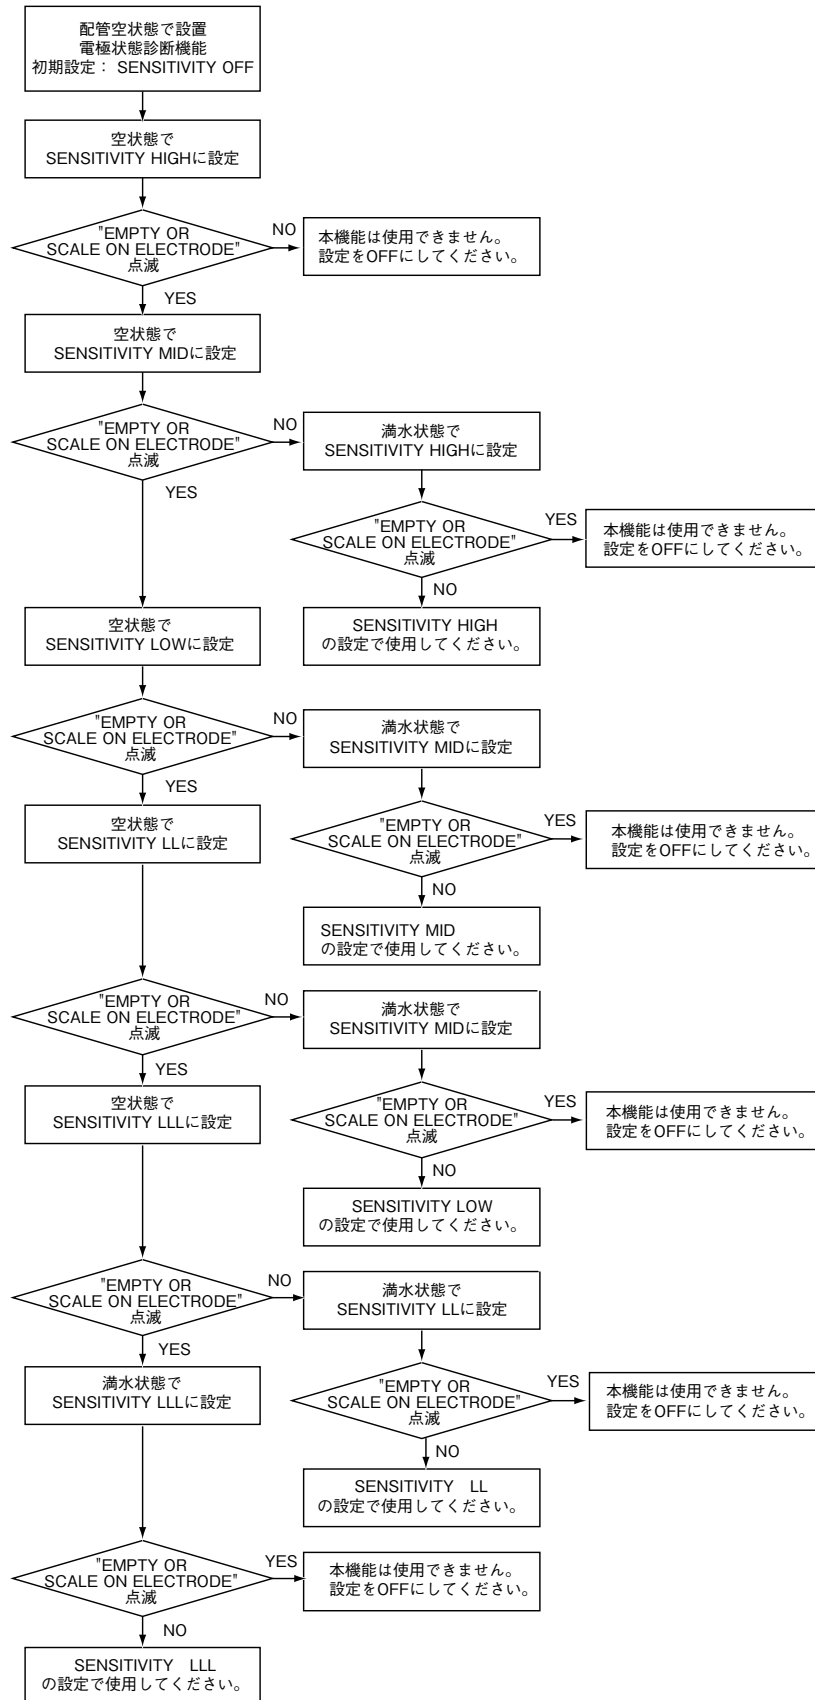 配管空状態で設置
電極状態診断機能
初期設定： SENSITIVITY OFF
空状態で
SENSITIVITY HIGHに設定
"EMPTY OR
SCALE ON ELECTRODE"
点滅
NO
本機能は使用できません。
設定をOFFにしてください。
YES
空状態で
SENSITIVITY MIDに設定
"EMPTY OR
SCALE ON ELECTRODE"
点滅
NO
満水状態で
SENSITIVITY HIGHに設定
YES
"EMPTY OR
SCALE ON ELECTRODE"
点滅
YES
本機能は使用できません。
設定をOFFにしてください。
NO
SENSITIVITY HIGH
の設定で使用してください。
空状態で
SENSITIVITY LOWに設定
"EMPTY OR
SCALE ON ELECTRODE"
点滅
NO
満水状態で
SENSITIVITY MIDに設定
YES
空状態で
SENSITIVITY LLに設定
"EMPTY OR
SCALE ON ELECTRODE"
点滅
YES
本機能は使用できません。
設定をOFFにしてください。
NO
SENSITIVITY MID
の設定で使用してください。
"EMPTY OR
SCALE ON ELECTRODE"
点滅
NO
満水状態で
SENSITIVITY MIDに設定
YES
空状態で
SENSITIVITY LLLに設定
"EMPTY OR
SCALE ON ELECTRODE"
点滅
YES
本機能は使用できません。
設定をOFFにしてください。
NO
SENSITIVITY LOW
の設定で使用してください。
"EMPTY OR
SCALE ON ELECTRODE"
点滅
NO
満水状態で
SENSITIVITY LLに設定
YES
満水状態で
SENSITIVITY LLLに設定
"EMPTY OR
SCALE ON ELECTRODE"
点滅
YES
本機能は使用できません。
設定をOFFにしてください。
NO
SENSITIVITY　LL
の設定で使用してください。
"EMPTY OR
SCALE ON ELECTRODE"
点滅
YES
本機能は使用できません。
設定をOFFにしてください。
NO
SENSITIVITY　LLL
の設定で使用してください。